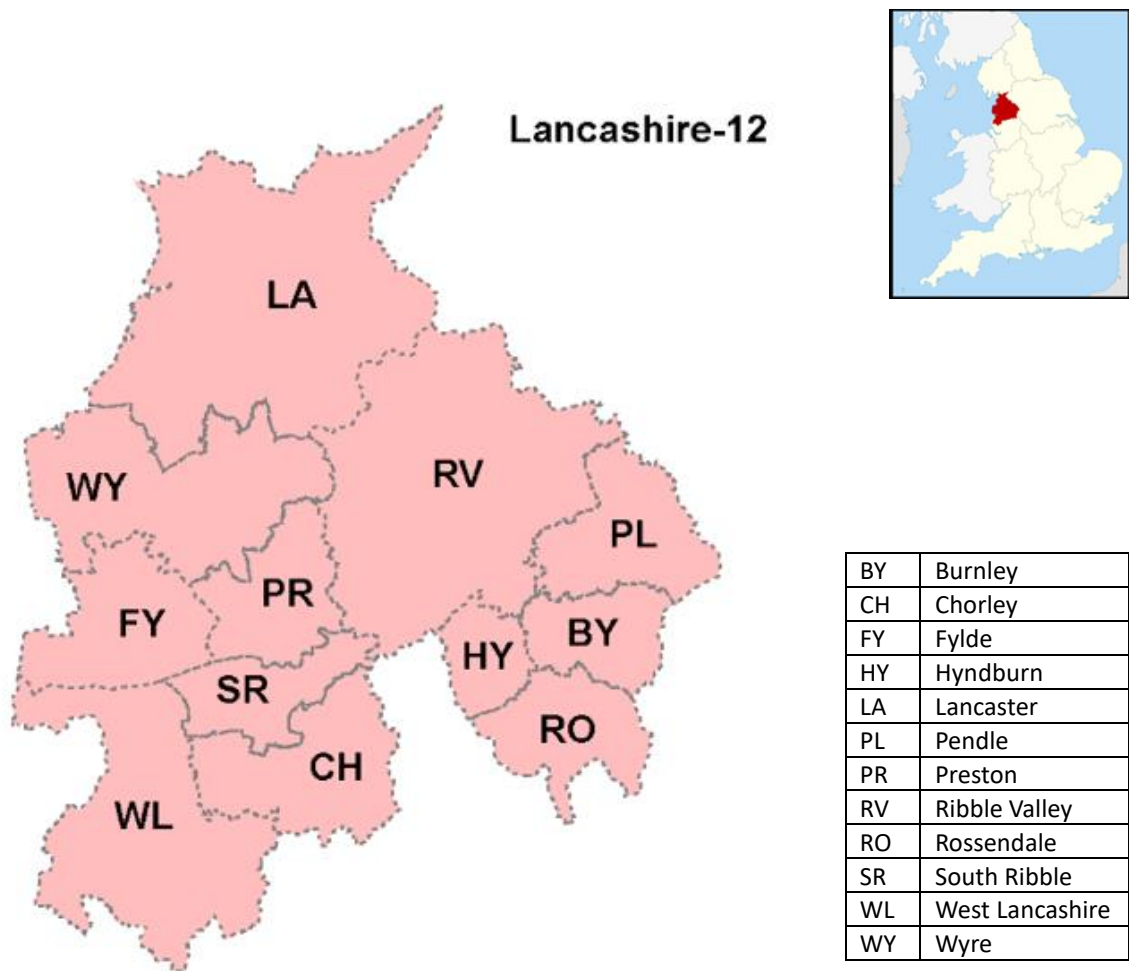 Lancashire-12
LA
WY
RV
PL
PR
FY
BY
HY
SR
RO
CH
WL
BY Burnley
CH Chorley
FY Fylde
HY Hyndburn
LA Lancaster
PL Pendle
PR Preston
RV Ribble Valley
RO Rossendale
SR South Ribble
WL West Lancashire
WY Wyre